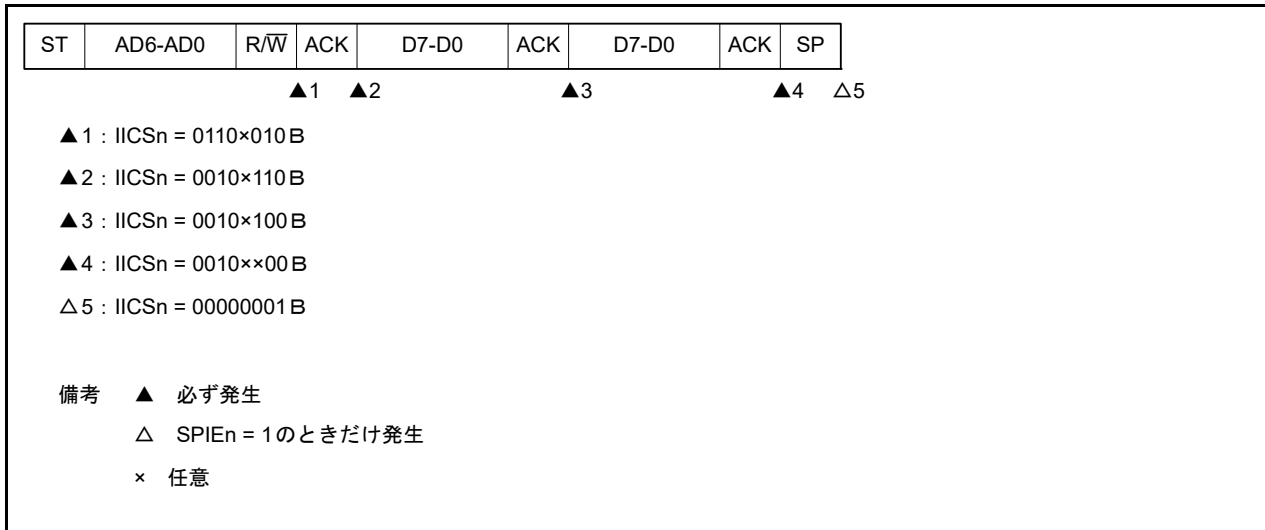 ST AD6-AD0 R/W̅ ACK D7-D0 ACK D7-D0 ACK SP
▲1 ▲2 ▲3 ▲4 △5
▲1：IICSn = 0110×010B
▲2：IICSn = 0010×110B
▲3：IICSn = 0010×100B
▲4：IICSn = 0010××00B
△5：IICSn = 00000001B
備考 ▲ 必ず発生
△ SPIEn = 1のときだけ発生
× 任意